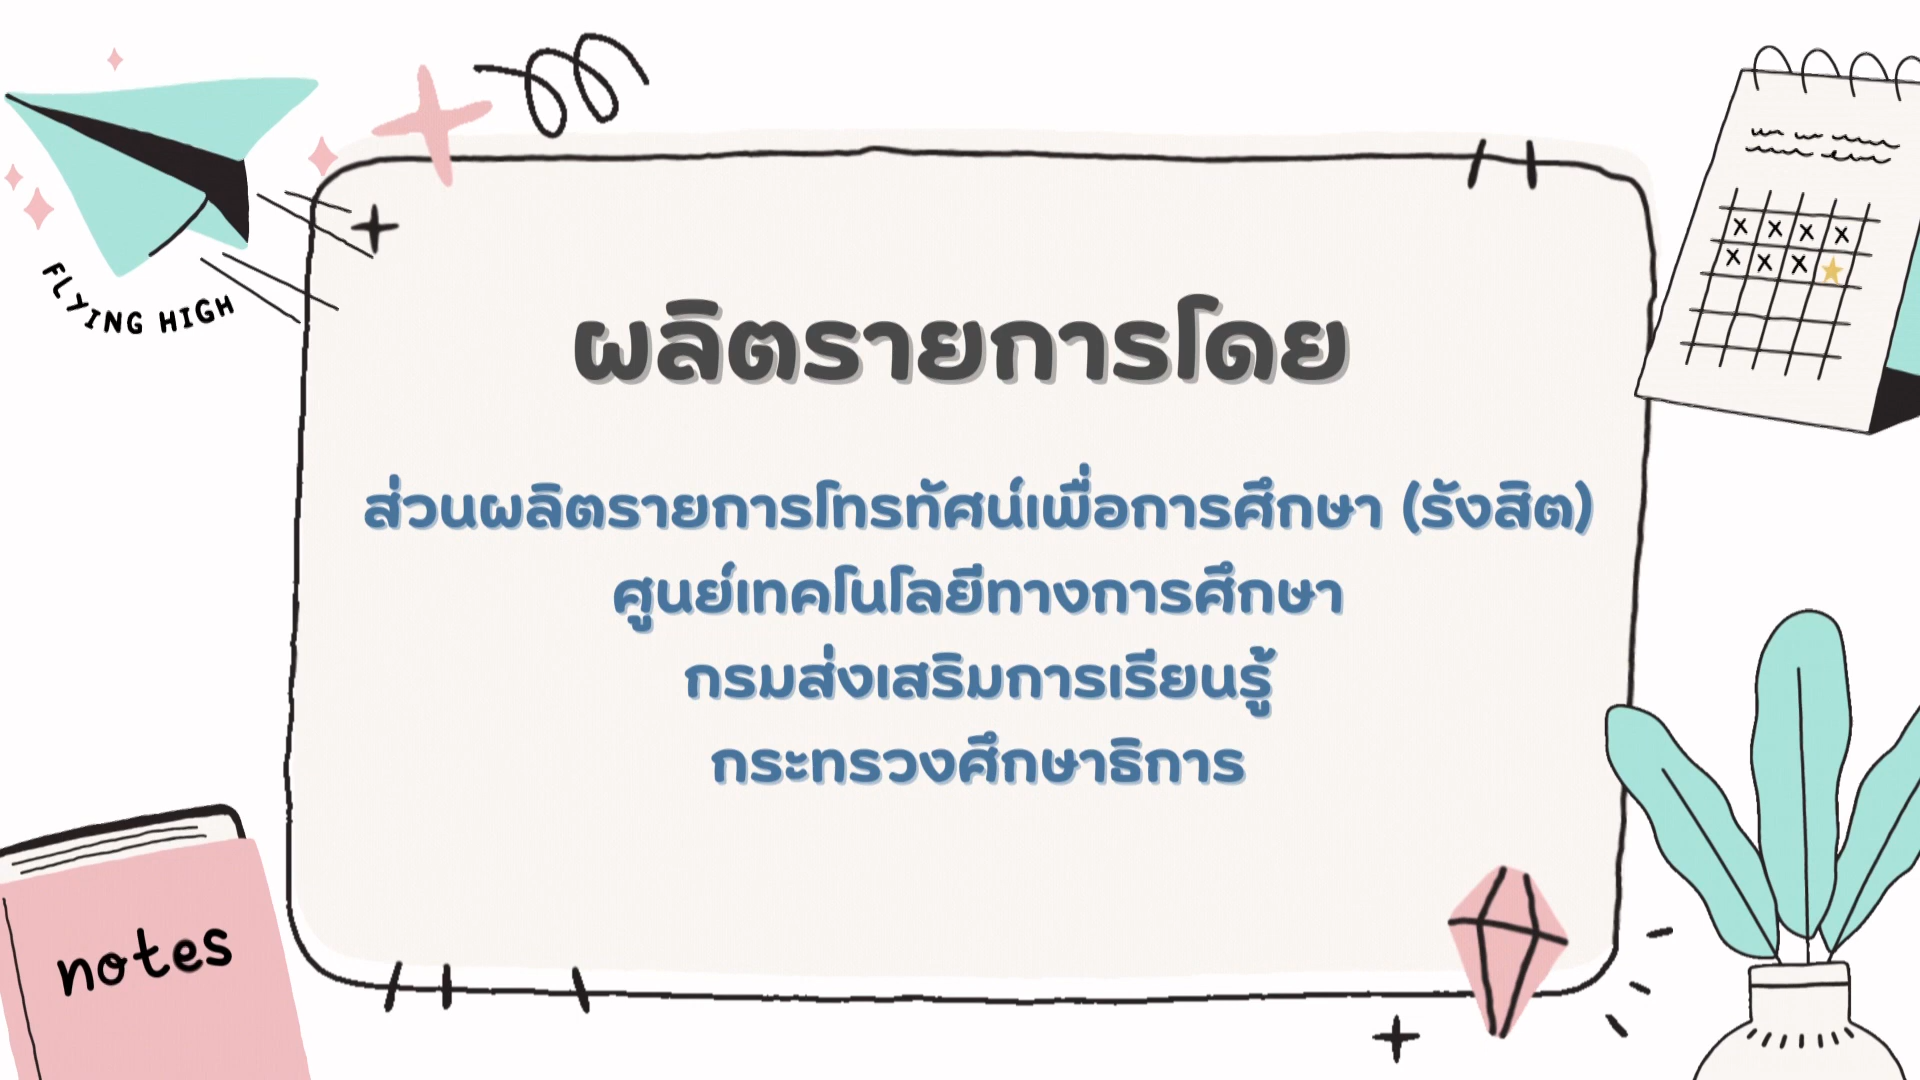 FLYING HIGH
ผลิตรายการโดย
ส่วนผลิตรายการโทรทัศน์เพื่อการศึกษา (รังสิต)
ศูนย์เทคโนโลยีทางการศึกษา
กรมส่งเสริมการเรียนรู้
กระทรวงศึกษาธิการ
notes